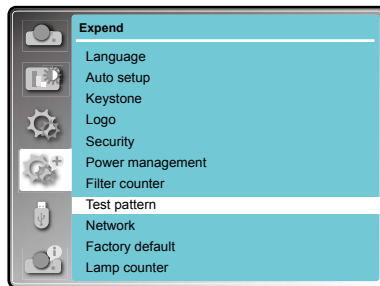 Expend
Language
Auto setup
Keystone
Logo
Security
Power management
Filter counter
Test pattern
Network
Factory default
Lamp counter